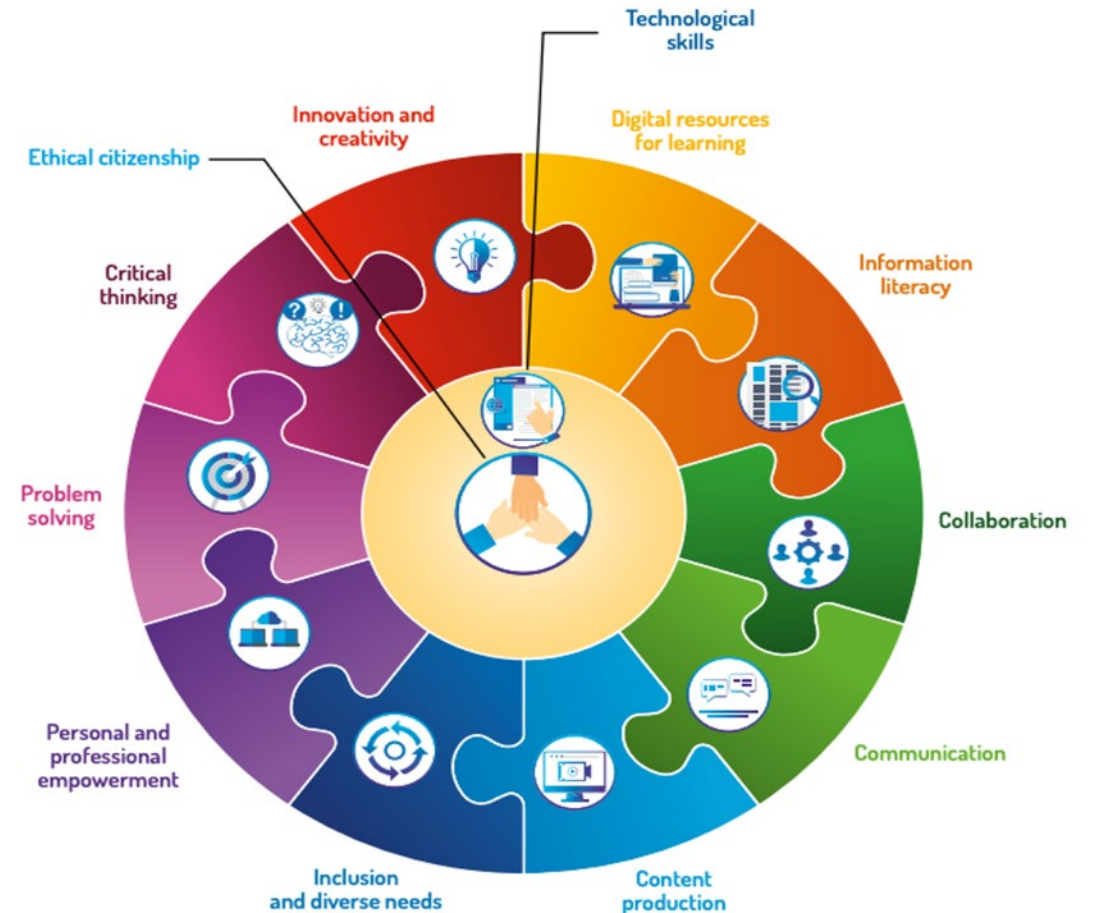 Technological
skills
Innovation and
creativity
Digital resources
for learning
Ethical citizenship
Critical
thinking
Information
literacy
Problem
solving
Collaboration
Personal and
professional
empowerment
Communication
Inclusion
and diverse needs
Content
production
? !